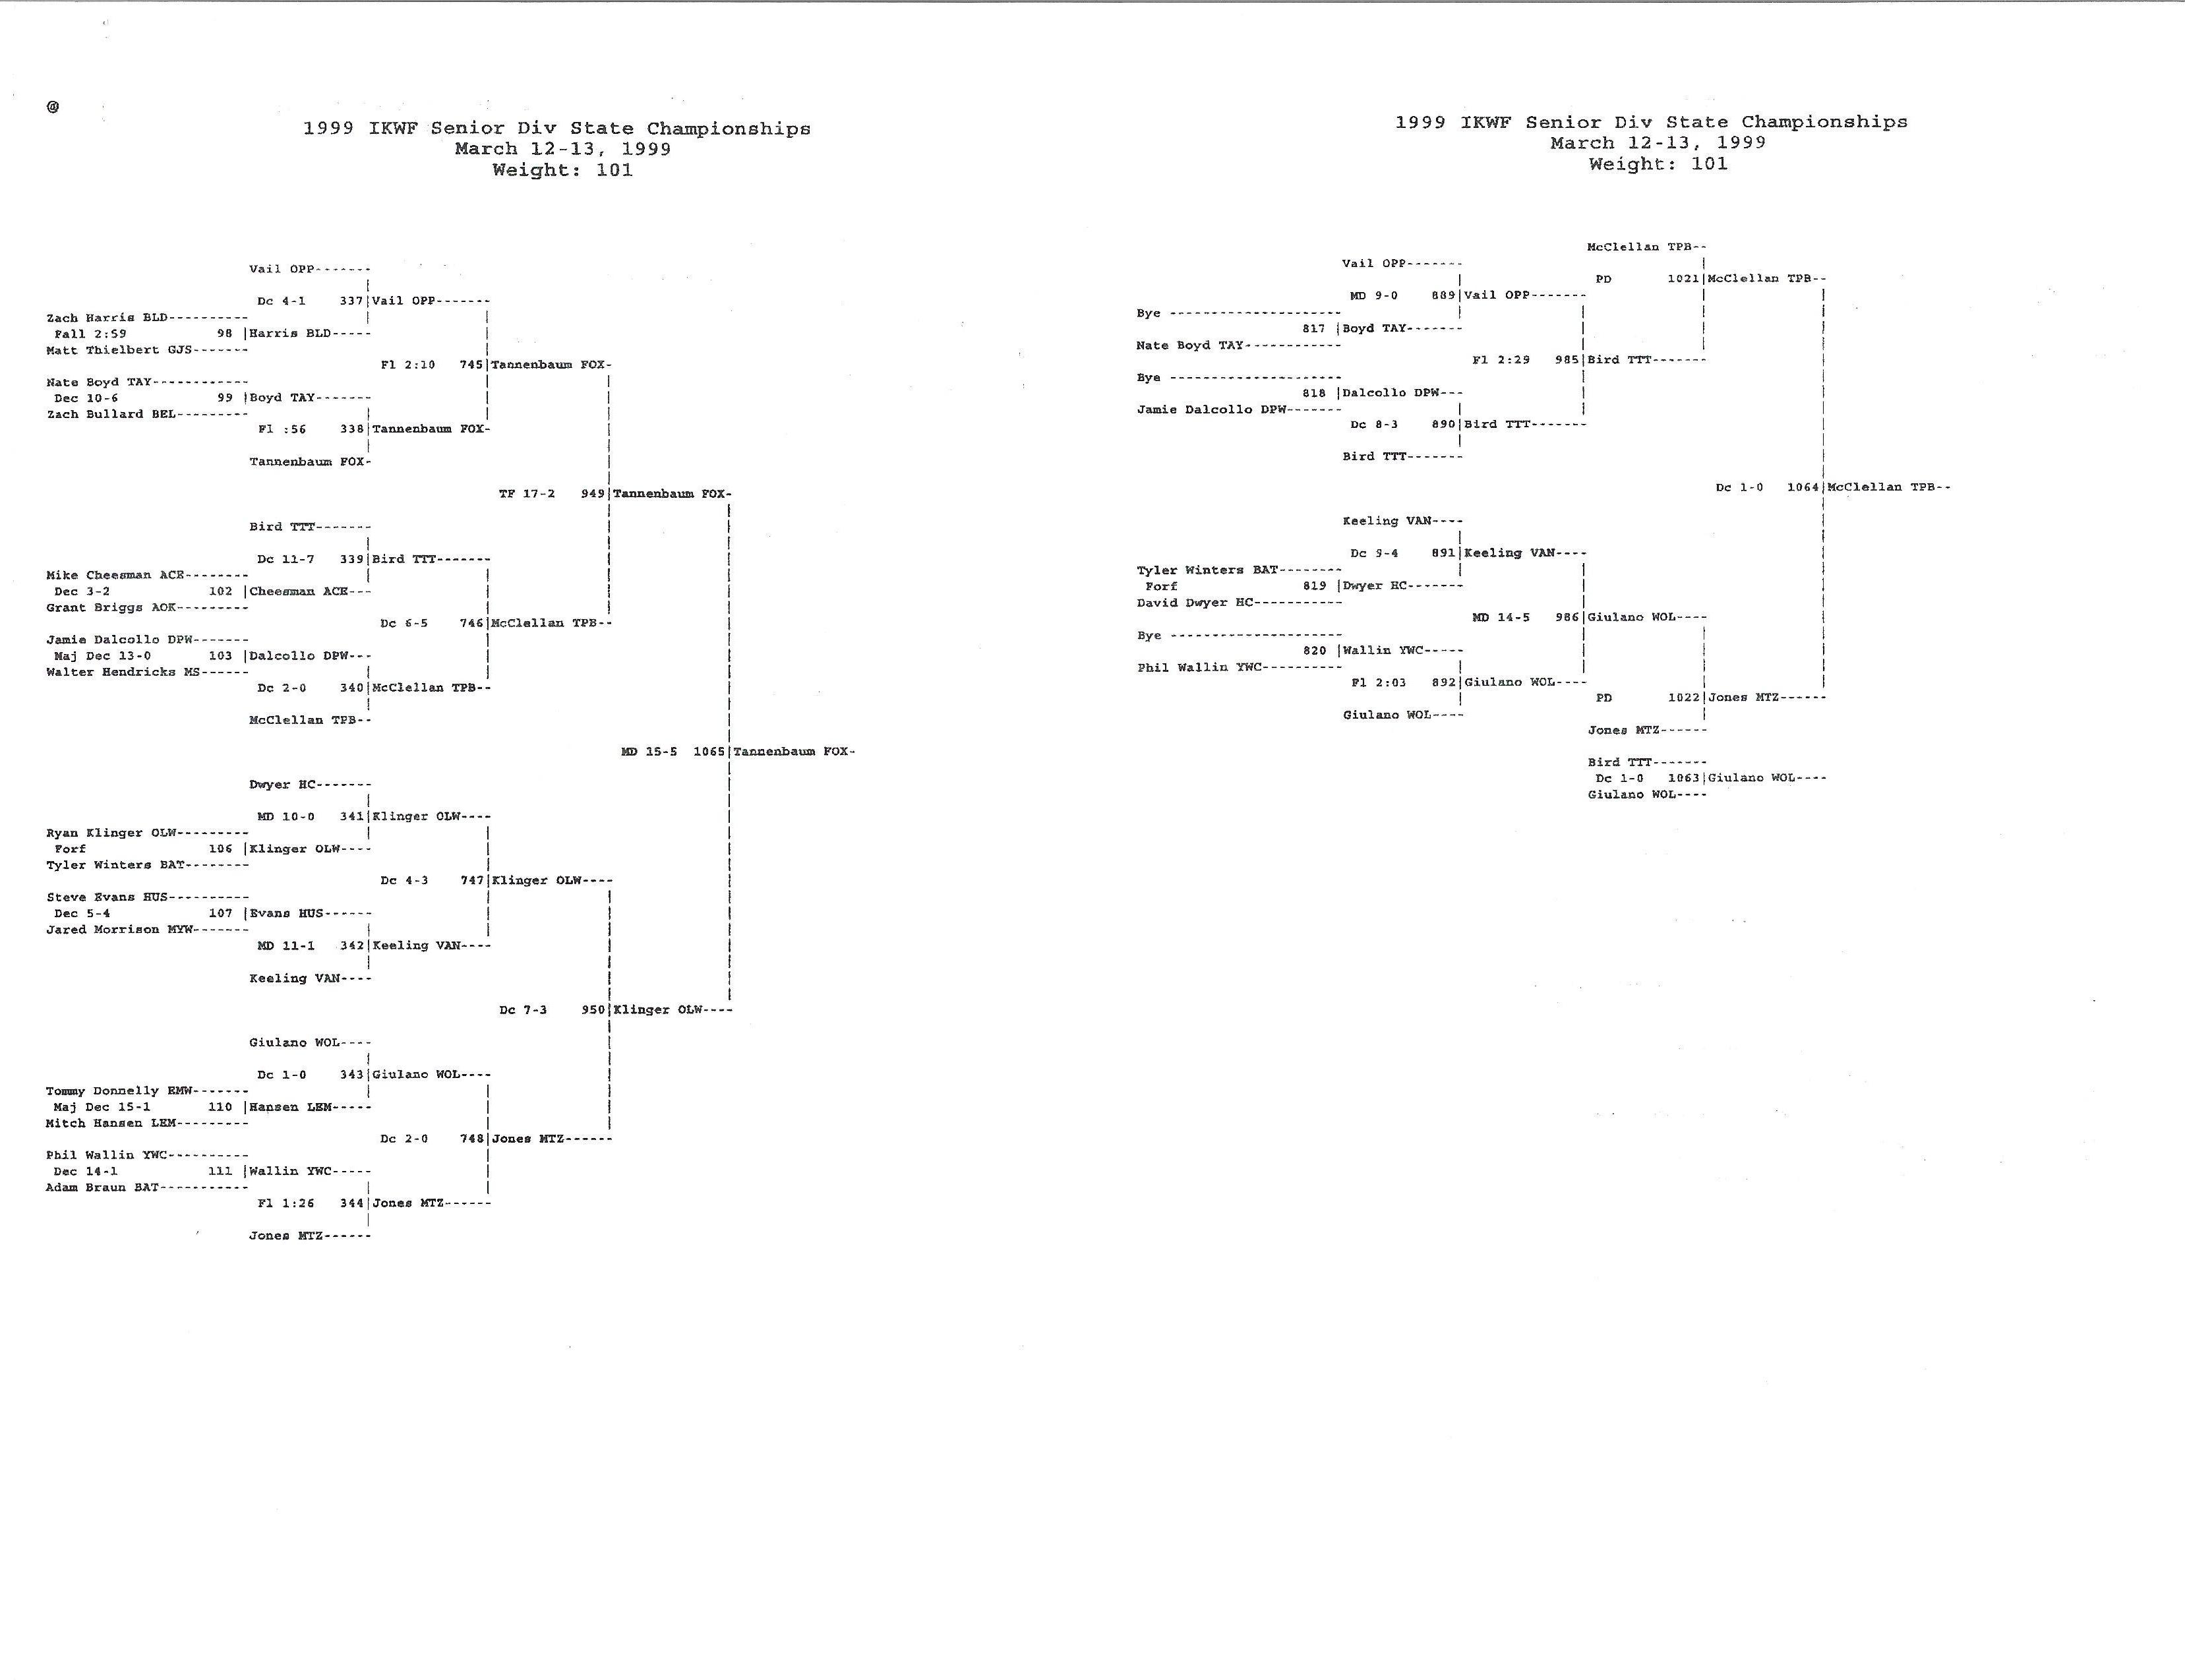 @
1999 IKWF Senior Div State Championships
March 12-13, 1999
Weight: 101
Vail OPP-------
Dc 4-1 337|Vail OPP-------
Zach Harris BLD----------
Fall 2:59 98 |Harris BLD-----
Matt Thielbert GJS-------
Fl 2:10 745|Tannenbaum FOX-
Nate Boyd TAY------------
Dec 10-6 99 |Boyd TAY-------
Zach Bullard BEL---------
Fl :56 338|Tannenbaum FOX-
Tannenbaum FOX-
TF 17-2 949|Tannenbaum FOX-
Bird TTT-------
Dc 11-7 339|Bird TTT-------
Mike Cheesman ACE--------
Dec 3-2 102 |Cheesman ACE---
Grant Briggs AOK---------
Dc 6-5 746|McClellan TPB--
Jamie Dalcollo DPW-------
Maj Dec 13-0 103 |Dalcollo DPW---
Walter Hendricks MS------
Dc 2-0 340|McClellan TPB--
McClellan TPB--
MD 15-5 1065|Tannenbaum FOX-
Dwyer HC-------
MD 10-0 341|Klinger OLW----
Ryan Klinger OLW---------
Forf 106 |Klinger OLW----
Tyler Winters BAT--------
Dc 4-3 747|Klinger OLW----
Steve Evans HUS----------
Dec 5-4 107 |Evans HUS------
Jared Morrison MYW-------
MD 11-1 342|Keeling VAN----
Keeling VAN----
Dc 7-3 950|Klinger OLW----
Giulano WOL----
Dc 1-0 343|Giulano WOL----
Tommy Donnelly EMW-------
Maj Dec 15-1 110 |Hansen LEM-----
Mitch Hansen LEM---------
Dc 2-0 748|Jones MTZ------
Phil Wallin YWC----------
Dec 14-1 111 |Wallin YWC-----
Adam Braun BAT-----------
Fl 1:26 344|Jones MTZ------
Jones MTZ------
1999 IKWF Senior Div State Championships
March 12-13, 1999
Weight: 101
McClellan TPB--
Vail OPP-------
PD 1021|McClellan TPB--
MD 9-0 889|Vail OPP-------
Bye ---------------------
817 |Boyd TAY-------
Nate Boyd TAY------------
Fl 2:29 985|Bird TTT-------
Bye ---------------------
818 |Dalcollo DPW---
Jamie Dalcollo DPW-------
Dc 8-3 890|Bird TTT-------
Bird TTT-------
Dc 1-0 1064|McClellan TPB--
Keeling VAN----
Dc 9-4 891|Keeling VAN----
Tyler Winters BAT--------
Forf 819 |Dwyer HC-------
David Dwyer HC-----------
MD 14-5 986|Giulano WOL----
Bye ---------------------
820 |Wallin YWC-----
Phil Wallin YWC----------
Fl 2:03 892|Giulano WOL----
PD 1022|Jones MTZ------
Giulano WOL----
Jones MTZ------
Bird TTT-------
Dc 1-0 1063|Giulano WOL----
Giulano WOL----